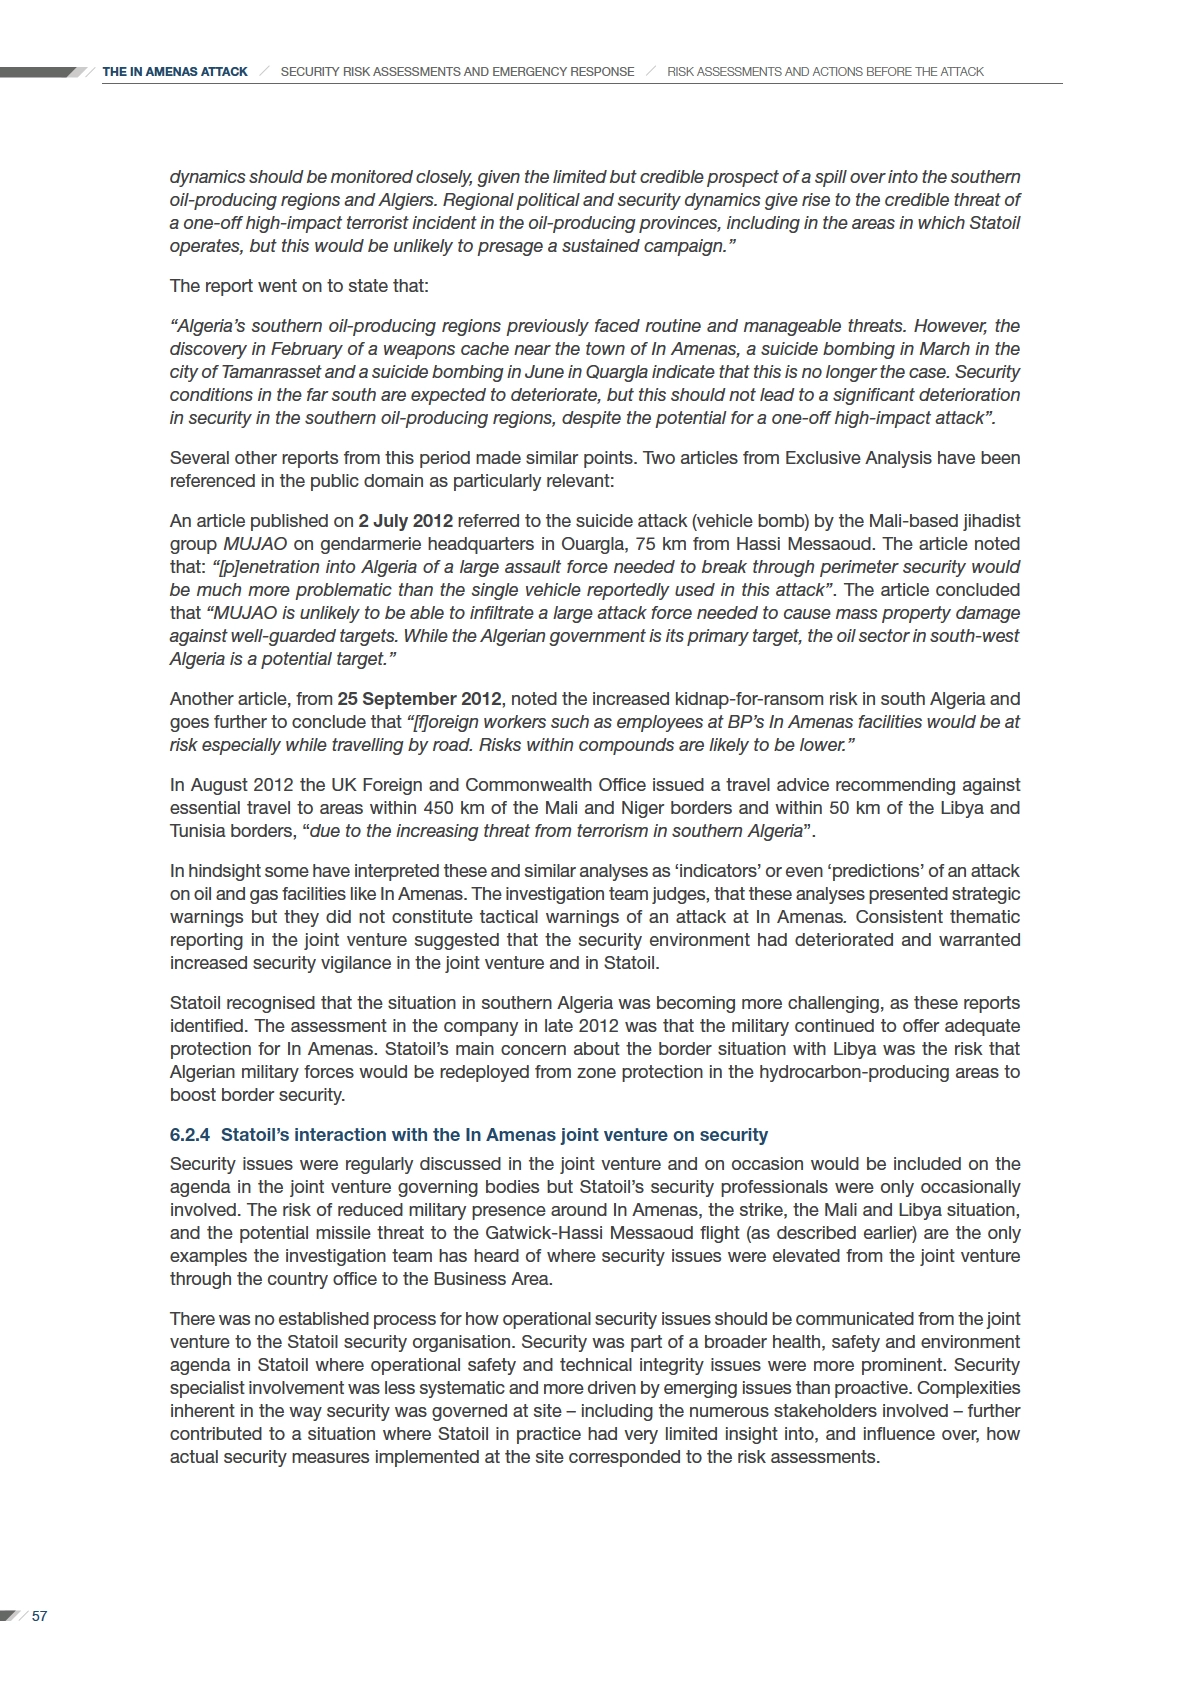 THE IN AMENAS ATTACK / SECURITY RISK ASSESSMENTS AND EMERGENCY RESPONSE / RISK ASSESSMENTS AND ACTIONS BEFORE THE ATTACK
dynamics should be monitored closely, given the limited but credible prospect of a spill over into the southern
oil-producing regions and Algiers. Regional political and security dynamics give rise to the credible threat of
a one-off high-impact terrorist incident in the oil-producing provinces, including in the areas in which Statoil
operates, but this would be unlikely to presage a sustained campaign.”
The report went on to state that:
“Algeria’s southern oil-producing regions previously faced routine and manageable threats. However, the
discovery in February of a weapons cache near the town of In Amenas, a suicide bombing in March in the
city of Tamanrasset and a suicide bombing in June in Quargla indicate that this is no longer the case. Security
conditions in the far south are expected to deteriorate, but this should not lead to a significant deterioration
in security in the southern oil-producing regions, despite the potential for a one-off high-impact attack”.
Several other reports from this period made similar points. Two articles from Exclusive Analysis have been
referenced in the public domain as particularly relevant:
An article published on 2 July 2012 referred to the suicide attack (vehicle bomb) by the Mali-based jihadist
group MUJAO on gendarmerie headquarters in Ouargla, 75 km from Hassi Messaoud. The article noted
that: “[p]enetration into Algeria of a large assault force needed to break through perimeter security would
be much more problematic than the single vehicle reportedly used in this attack”. The article concluded
that “MUJAO is unlikely to be able to infiltrate a large attack force needed to cause mass property damage
against well-guarded targets. While the Algerian government is its primary target, the oil sector in south-west
Algeria is a potential target.”
Another article, from 25 September 2012, noted the increased kidnap-for-ransom risk in south Algeria and
goes further to conclude that “[f]oreign workers such as employees at BP’s In Amenas facilities would be at
risk especially while travelling by road. Risks within compounds are likely to be lower.”
In August 2012 the UK Foreign and Commonwealth Office issued a travel advice recommending against
essential travel to areas within 450 km of the Mali and Niger borders and within 50 km of the Libya and
Tunisia borders, “due to the increasing threat from terrorism in southern Algeria”.
In hindsight some have interpreted these and similar analyses as ‘indicators’ or even ‘predictions’ of an attack
on oil and gas facilities like In Amenas. The investigation team judges, that these analyses presented strategic
warnings but they did not constitute tactical warnings of an attack at In Amenas. Consistent thematic
reporting in the joint venture suggested that the security environment had deteriorated and warranted
increased security vigilance in the joint venture and in Statoil.
Statoil recognised that the situation in southern Algeria was becoming more challenging, as these reports
identified. The assessment in the company in late 2012 was that the military continued to offer adequate
protection for In Amenas. Statoil’s main concern about the border situation with Libya was the risk that
Algerian military forces would be redeployed from zone protection in the hydrocarbon-producing areas to
boost border security.
6.2.4 Statoil’s interaction with the In Amenas joint venture on security
Security issues were regularly discussed in the joint venture and on occasion would be included on the
agenda in the joint venture governing bodies but Statoil’s security professionals were only occasionally
involved. The risk of reduced military presence around In Amenas, the strike, the Mali and Libya situation,
and the potential missile threat to the Gatwick-Hassi Messaoud flight (as described earlier) are the only
examples the investigation team has heard of where security issues were elevated from the joint venture
through the country office to the Business Area.
There was no established process for how operational security issues should be communicated from the joint
venture to the Statoil security organisation. Security was part of a broader health, safety and environment
agenda in Statoil where operational safety and technical integrity issues were more prominent. Security
specialist involvement was less systematic and more driven by emerging issues than proactive. Complexities
inherent in the way security was governed at site – including the numerous stakeholders involved – further
contributed to a situation where Statoil in practice had very limited insight into, and influence over, how
actual security measures implemented at the site corresponded to the risk assessments.
57